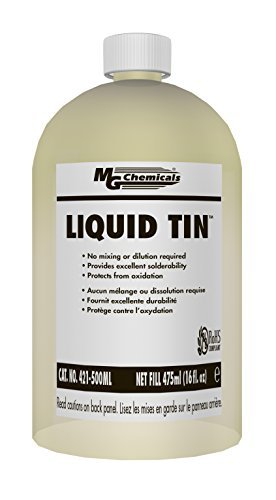 MG Chemicals
LIQUID TIN™
• No mixing or dilution required
• Provides excellent solderability
• Protects from oxidation
• Aucun mélange ou dissolution requise
• Fournit excellente durabilité
• Protège contre l'oxydation
RoHS
COMPLIANT
CAT. NO. 421-500ML NET FILL 475ml (16 fl. oz) e
Read cautions on back panel. Lisez les mises en garde sur le panneau arrière.